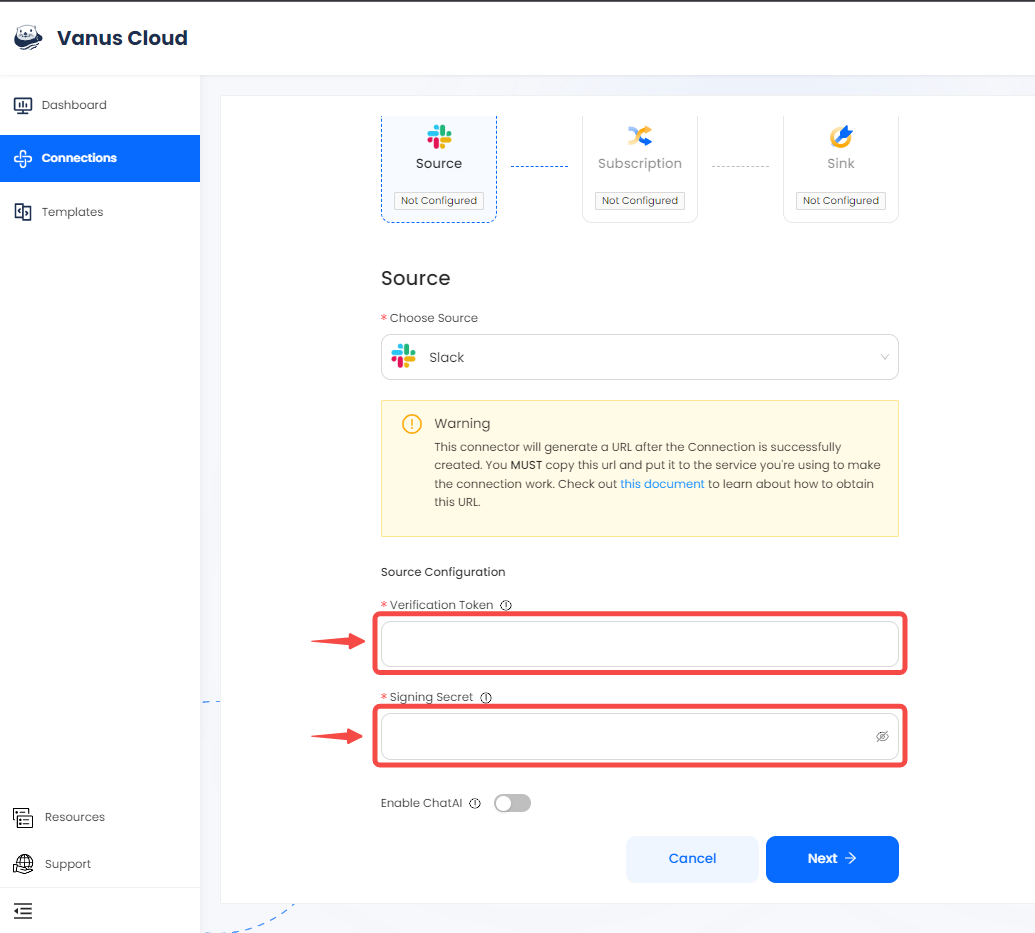 Vanus Cloud
Dashboard
Connections
Templates
Resources
Support
Source
Not Configured
Subscription
Not Configured
Sink
Not Configured
Source
* Choose Source
Slack
Warning
This connector will generate a URL after the Connection is successfully
created. You MUST copy this url and put it to the service you're using to make
the connection work. Check out this document to learn about how to obtain
this URL.
Source Configuration
* Verification Token
* Signing Secret
Enable ChatAI
Cancel
Next →